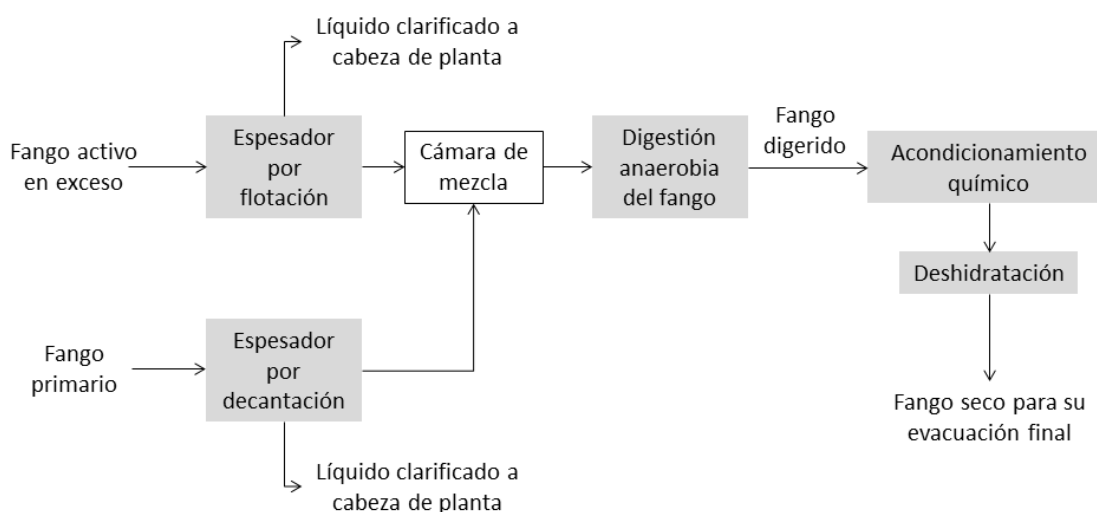 Líquido clarificado a
cabeza de planta
Fango activo
en exceso
Espesador
por
flotación
Cámara de
mezcla
Digestión
anaerobia
del fango
Fango
digerido
Acondicionamiento
químico
Deshidratación
Fango
primario
Espesador
por
decantación
Fango seco para su
evacuación final
Líquido clarificado a
cabeza de planta